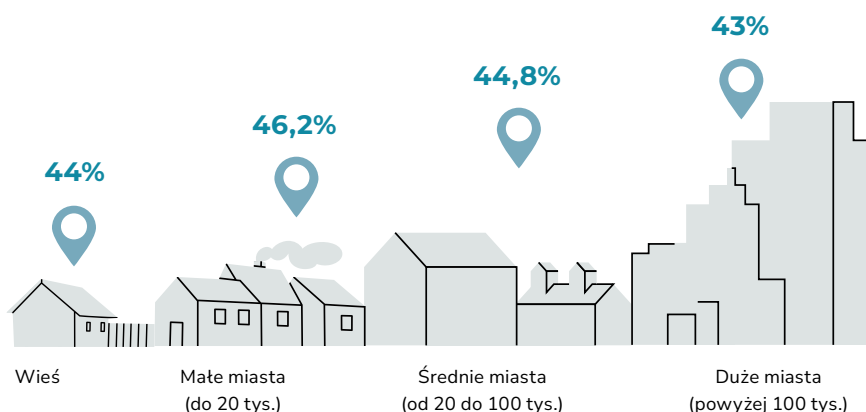 43%
44,8%
46,2%
44%
Wieś
Małe miasta
(do 20 tys.)
Średnie miasta
(od 20 do 100 tys.)
Duże miasta
(powyżej 100 tys.)